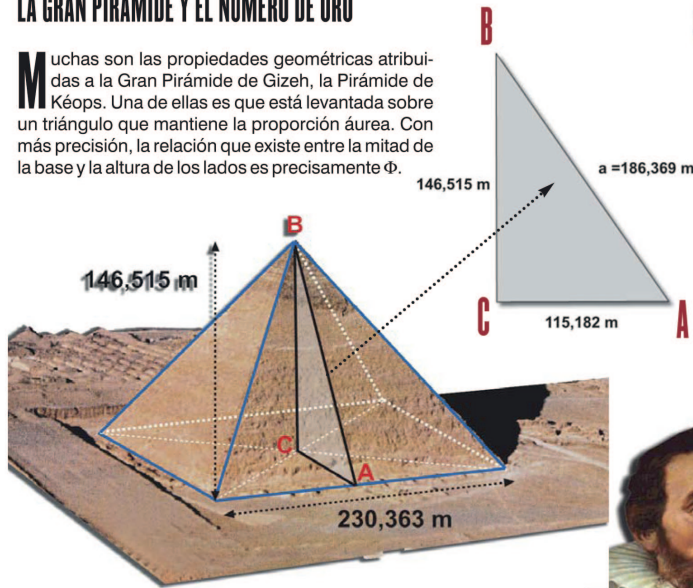 LA GRAN PIRÁMIDE Y EL NÚMERO DE ORO
Muchas son las propiedades geométricas atribui-
das a la Gran Pirámide de Gizeh, la Pirámide de
Kéops. Una de ellas es que está levantada sobre
un triángulo que mantiene la proporción áurea. Con
más precisión, la relación que existe entre la mitad de
la base y la altura de los lados es precisamente Φ.
B
146,515 m
a =186,369 m
C
115,182 m
A
B
146,515 m
C
A
230,363 m